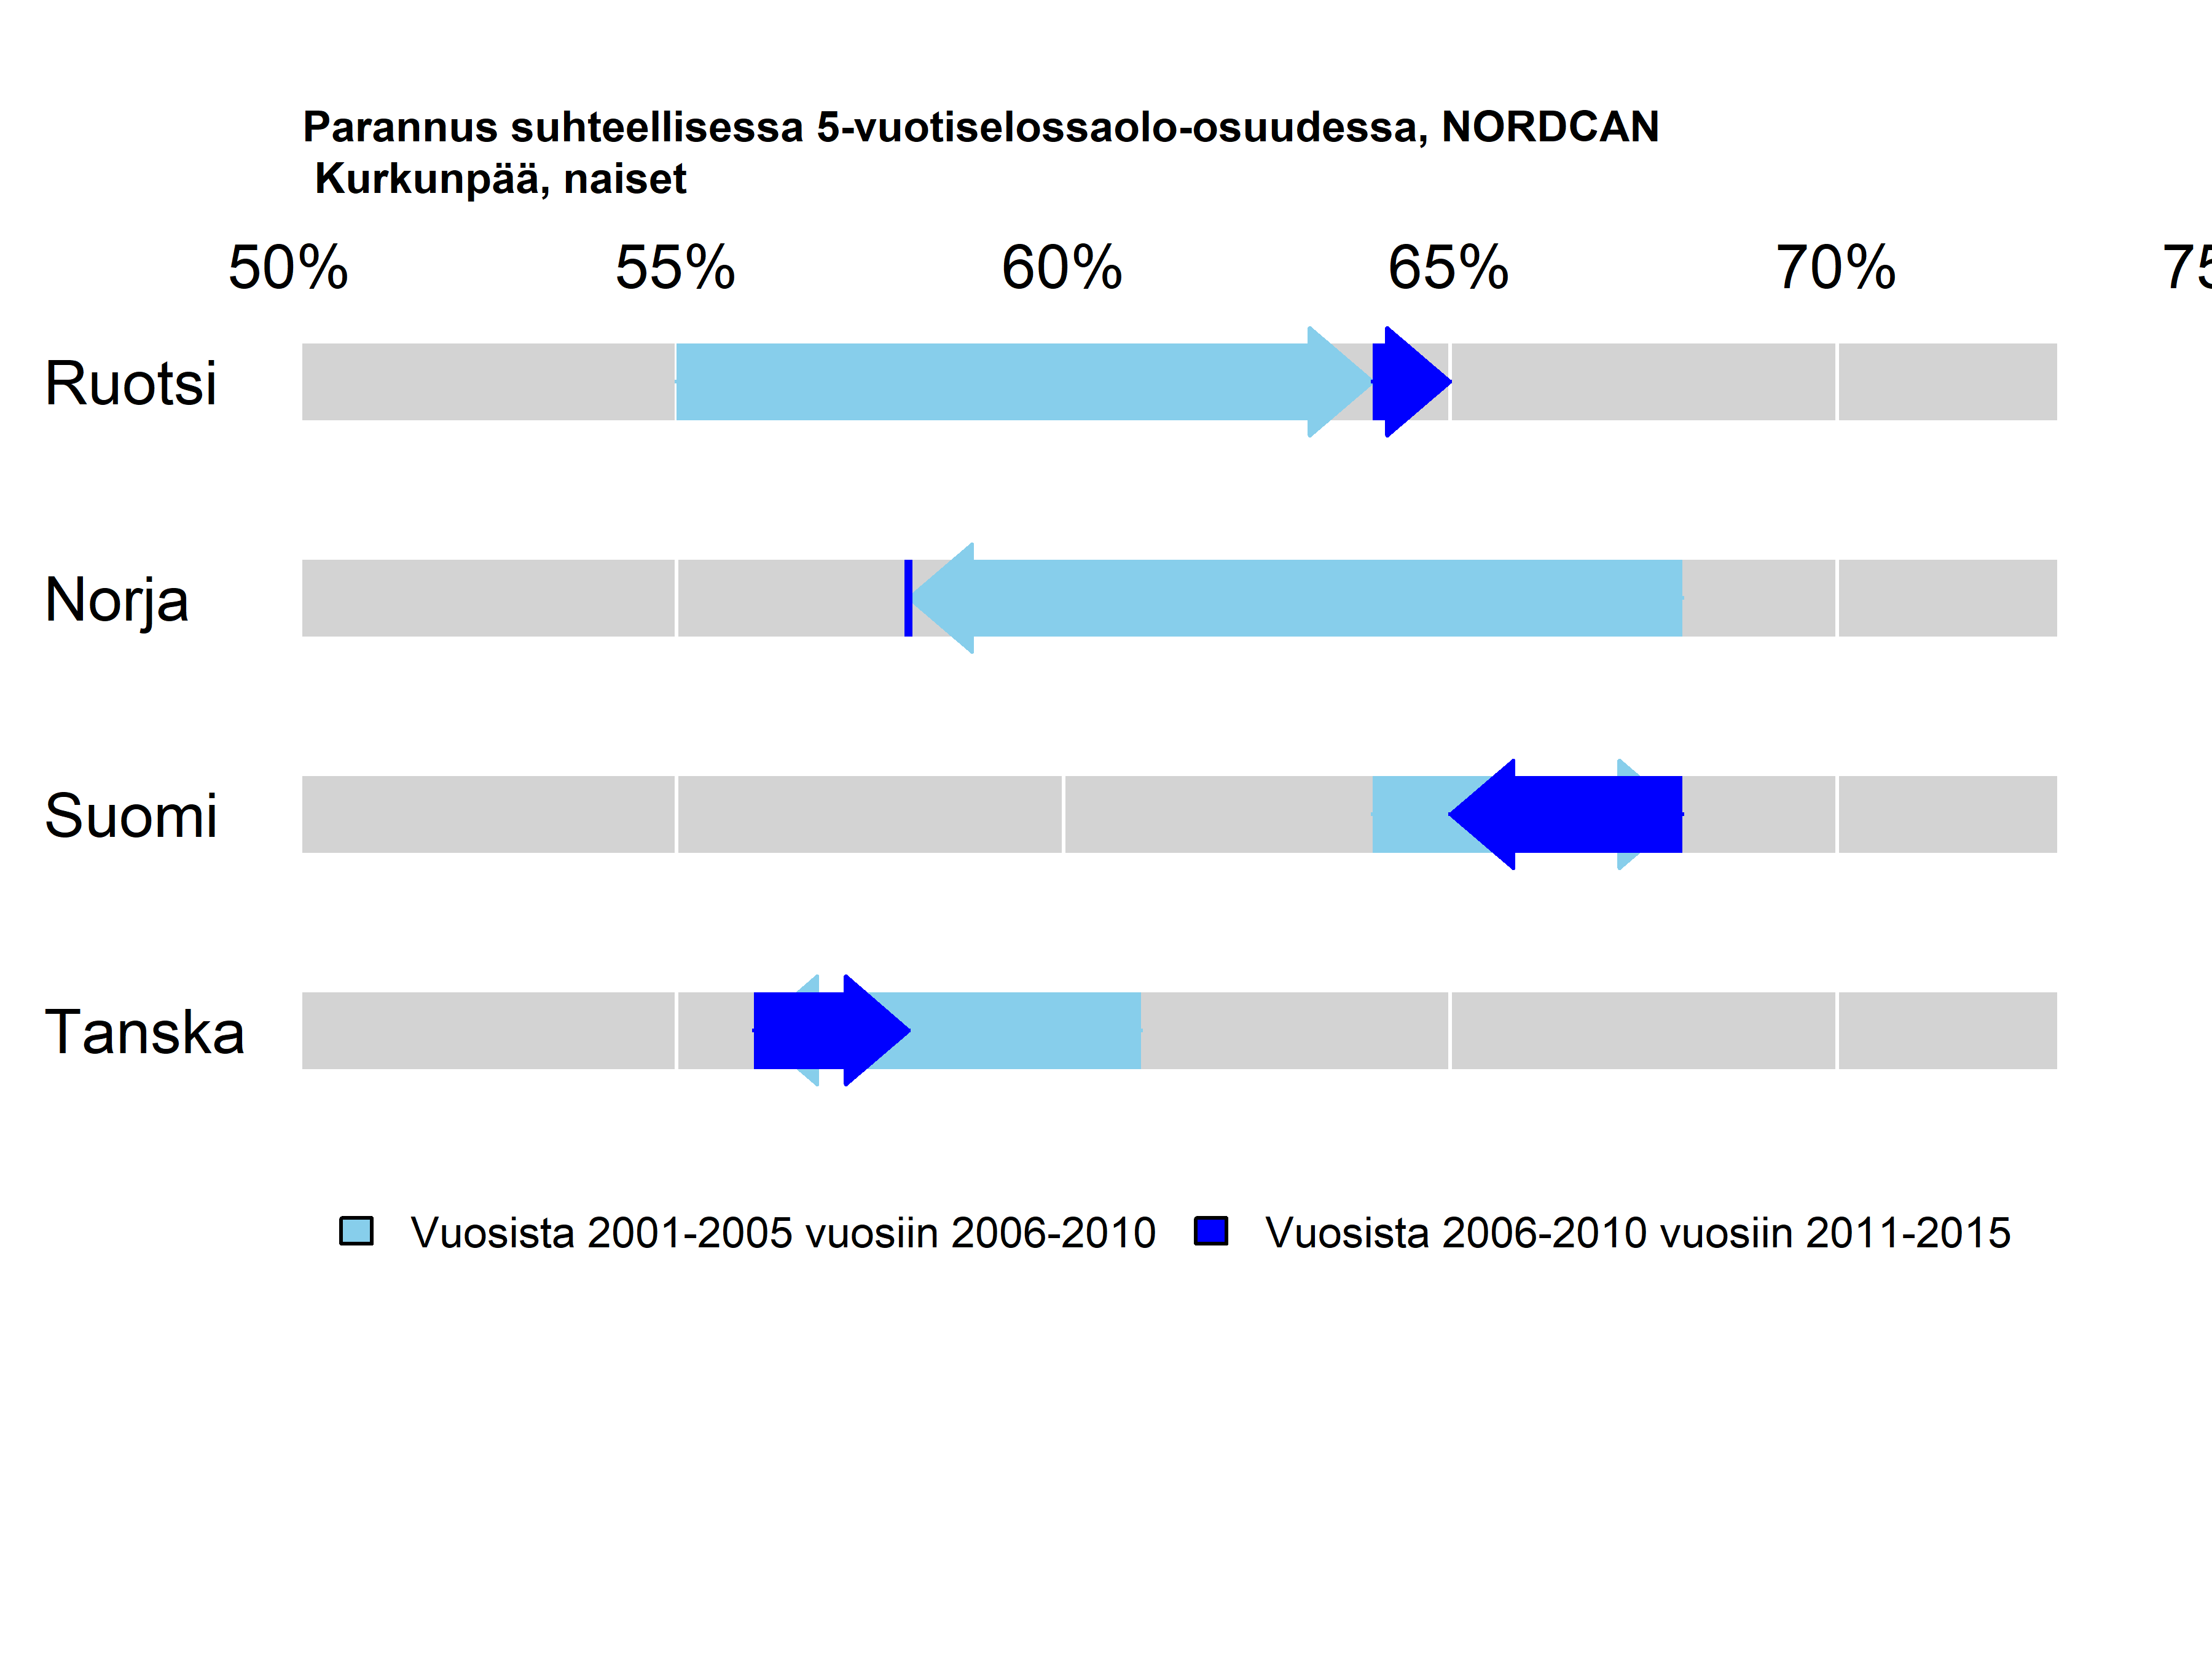 Parannus suhteellisessa 5-vuotiselossaolo-osuudessa, NORDCAN
Kurkunpää, naiset
50% 55% 60% 65% 70% 75
Ruotsi
Norja
Suomi
Tanska
Vuosista 2001-2005 vuosiin 2006-2010 Vuosista 2006-2010 vuosiin 2011-2015